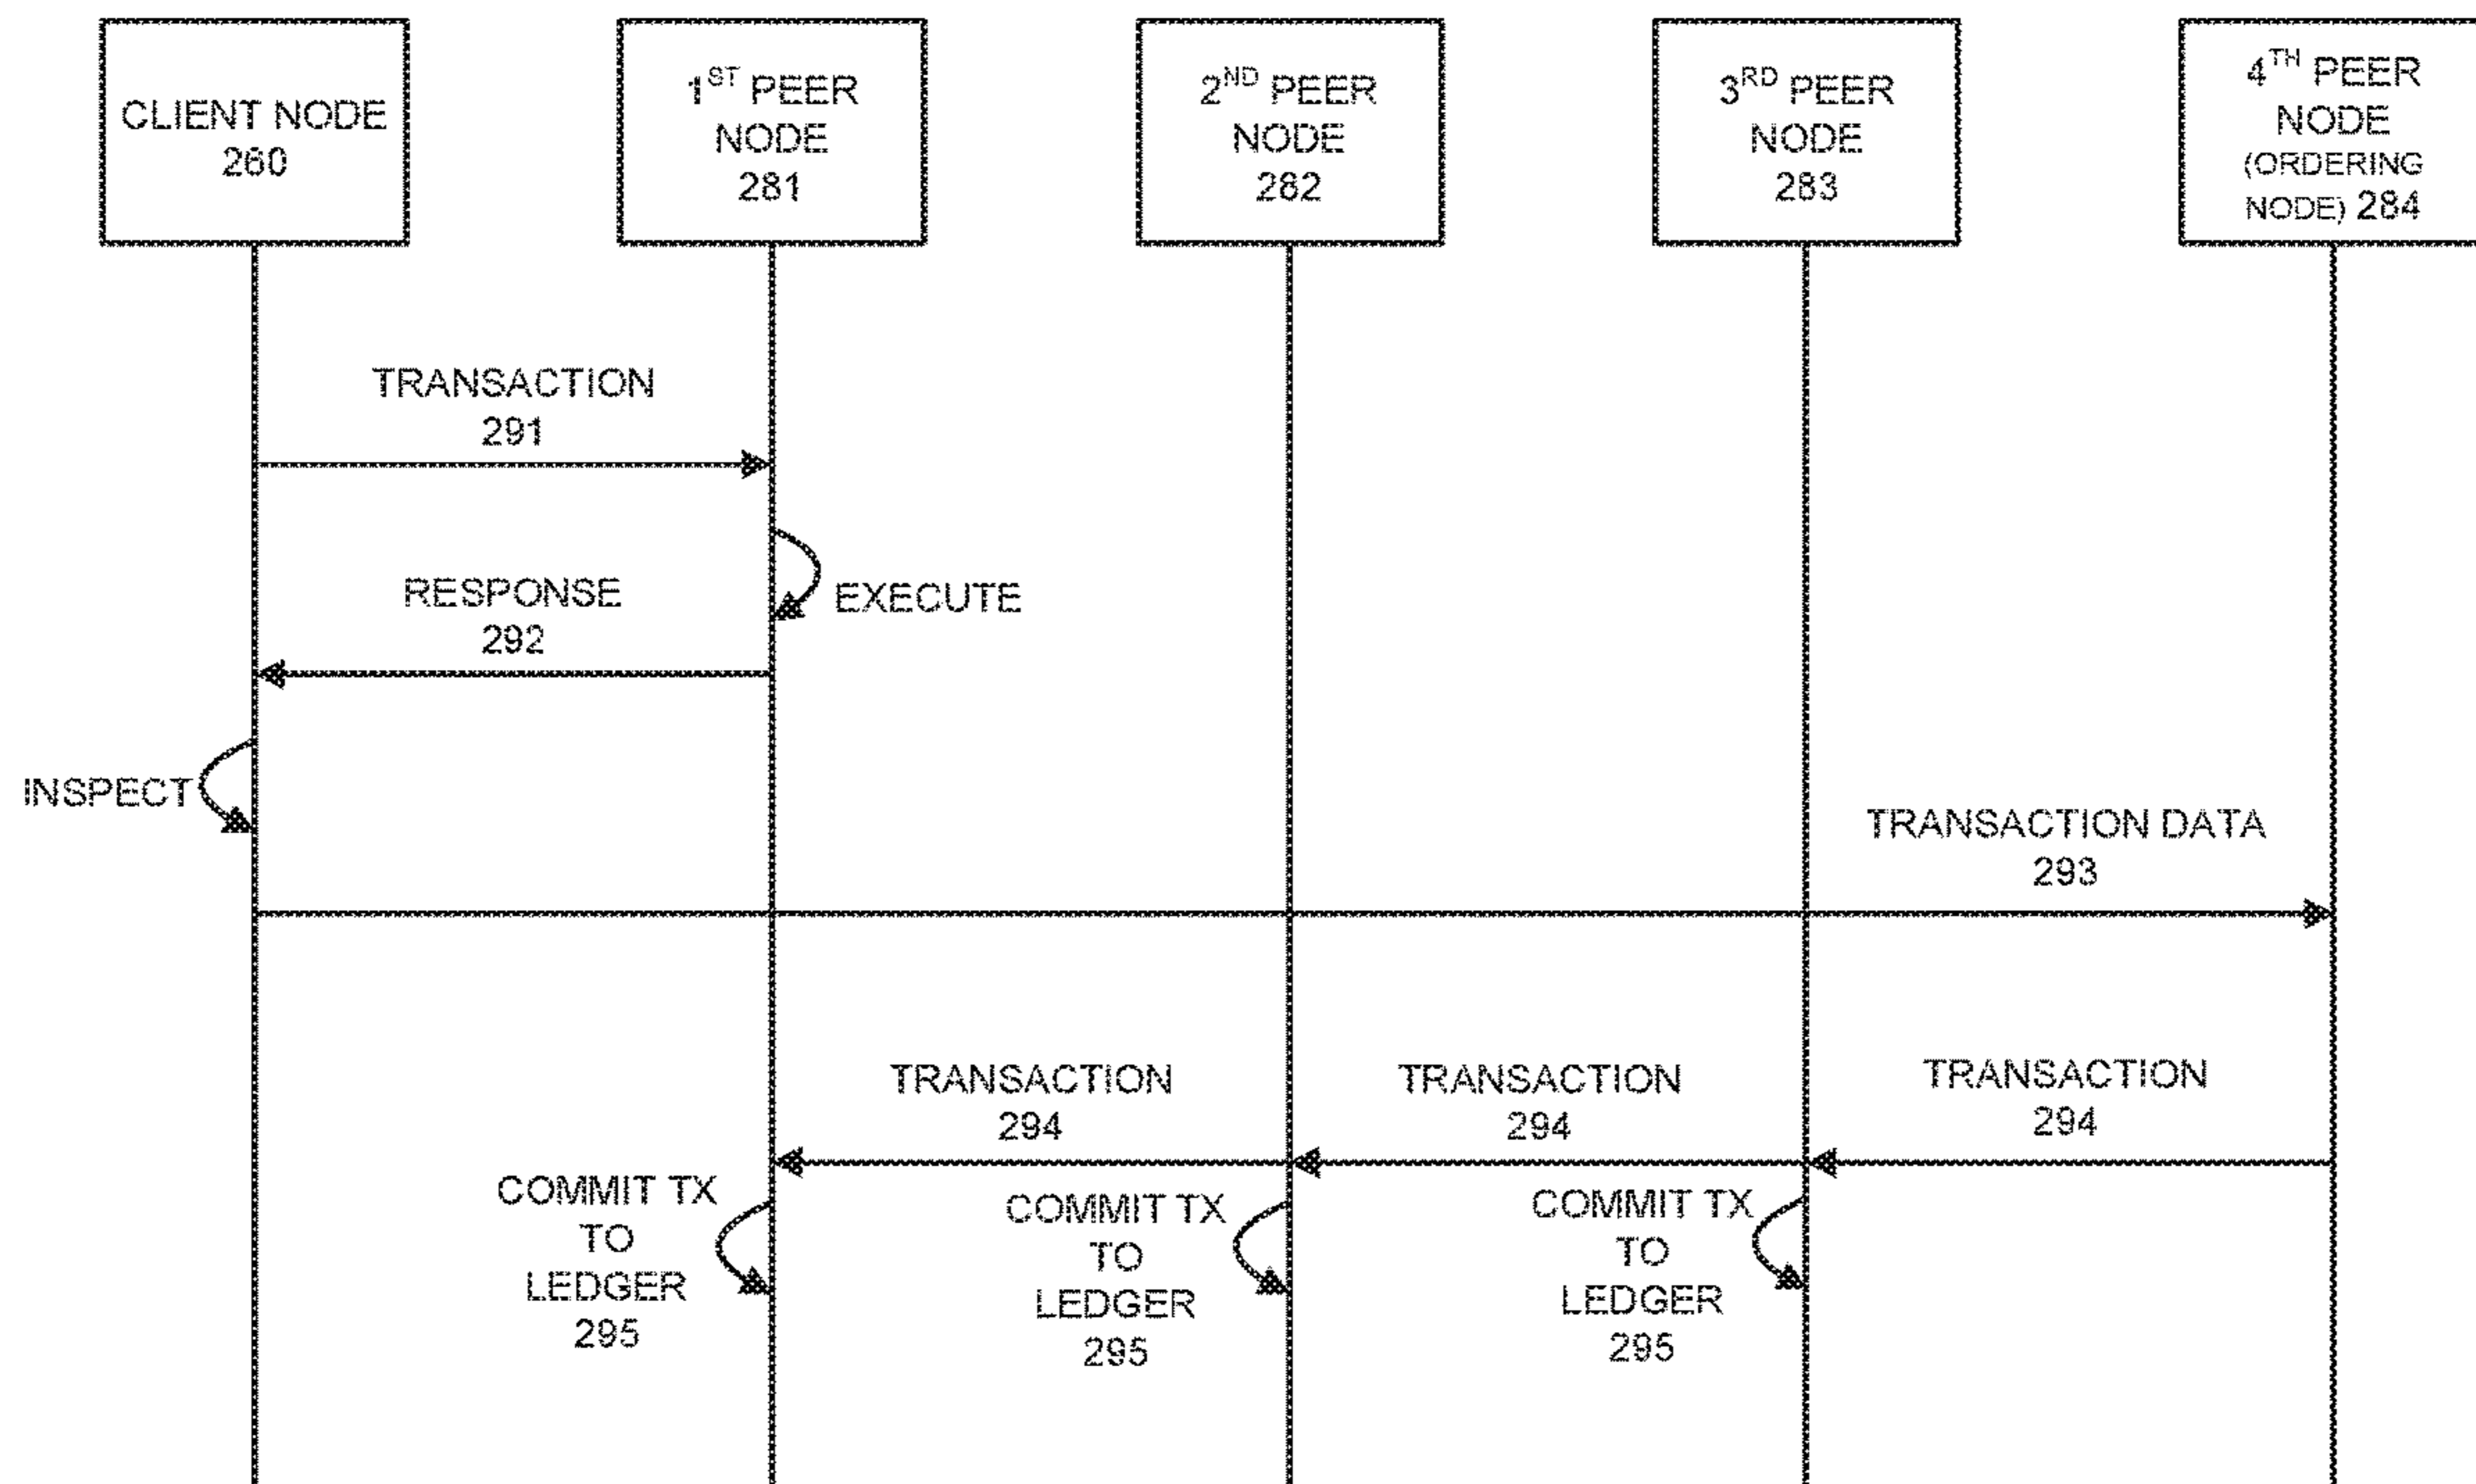 CLIENT NODE
260
1ST PEER
NODE
281
2ND PEER
NODE
282
3RD PEER
NODE
283
4TH PEER
NODE
(ORDERING
NODE) 284
TRANSACTION
291
EXECUTE
RESPONSE
292
INSPECT
TRANSACTION DATA
293
TRANSACTION
294
TRANSACTION
294
TRANSACTION
294
COMMIT TX
TO
LEDGER
295
COMMIT TX
TO
LEDGER
295
COMMIT TX
TO
LEDGER
295